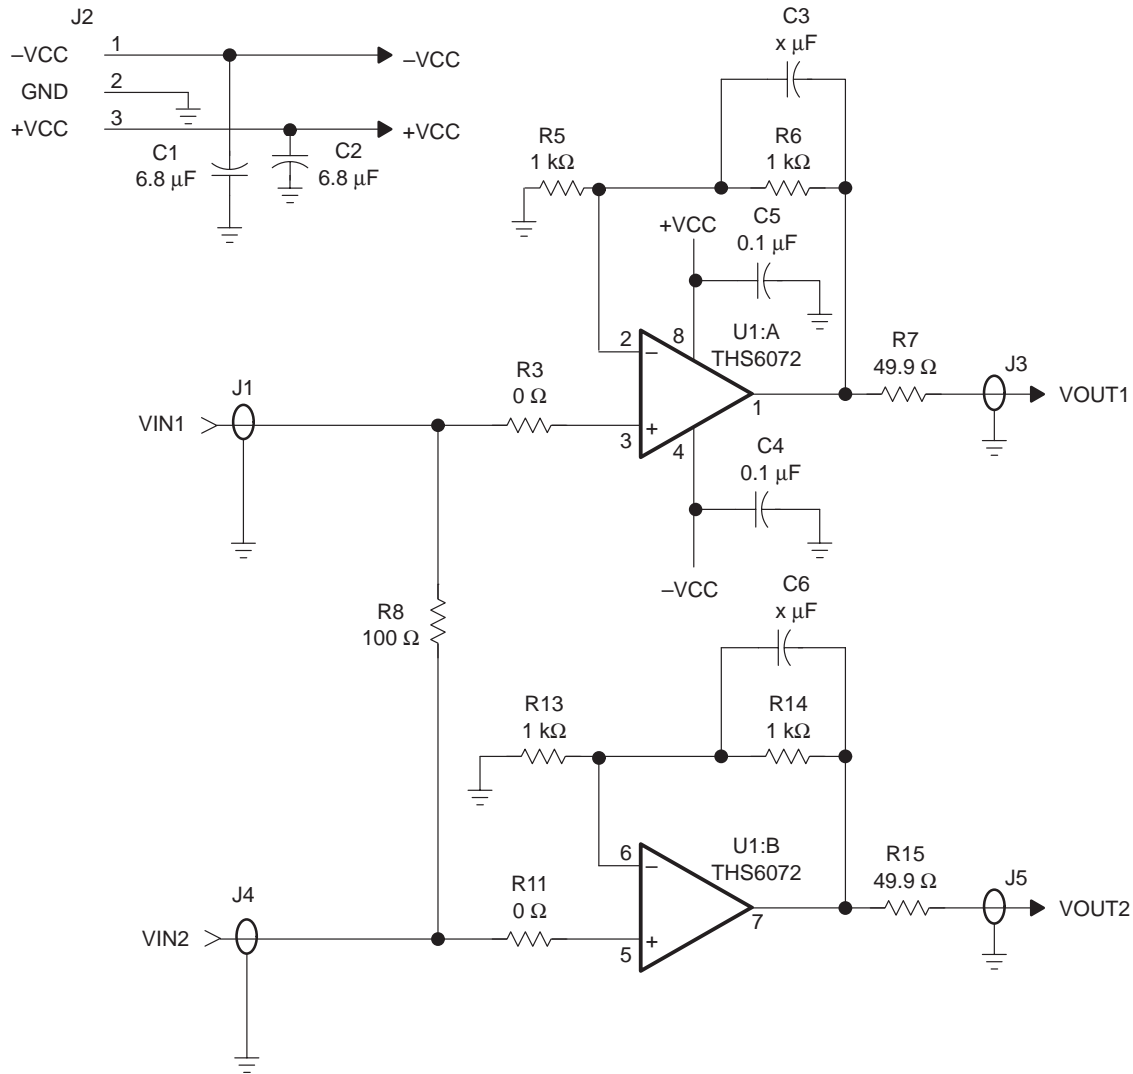 J2
–VCC
1
–VCC
GND
2
+VCC
3
+VCC
C1
6.8 µF
C2
6.8 µF
C3
x µF
R5
1 kΩ
R6
1 kΩ
+VCC
C5
0.1 µF
2
–
8
U1:A
THS6072
1
3
+
4
R3
0 Ω
J1
VIN1
R7
49.9 Ω
J3
VOUT1
C4
0.1 µF
–VCC
R8
100 Ω
C6
x µF
R13
1 kΩ
R14
1 kΩ
6
–
U1:B
THS6072
7
5
+
R11
0 Ω
J4
VIN2
R15
49.9 Ω
J5
VOUT2